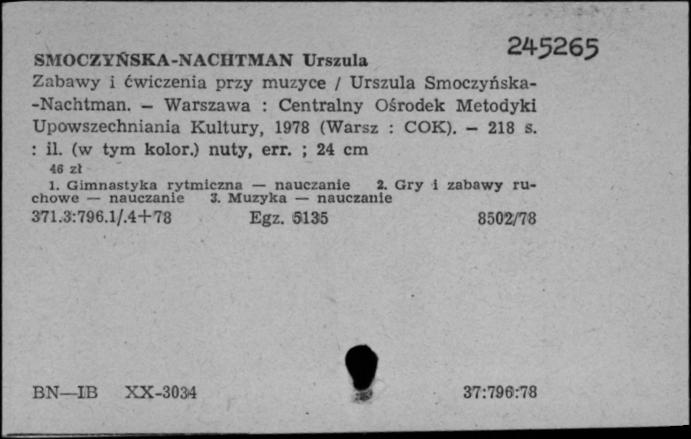 245265
SMOCZYŃSKA-NACHTMAN Urszula
Zabawy i ćwiczenia przy muzyce / Urszula Smoczyńska-
-Nachtman. — Warszawa : Centralny Ośrodek Metodyki
Upowszechniania Kultury, 1978 (Warsz : COK). — 218 s.
: il. (w tym kolor.) nuty, err. ; 24 cm
46 zł
1. Gimnastyka rytmiczna — nauczanie 2. Gry i zabawy ru-
chowe — nauczanie 3. Muzyka — nauczanie
371.3:796.1/.4+78 Egz. 5135 8502/78
BN—IB XX-3034 37:796:78